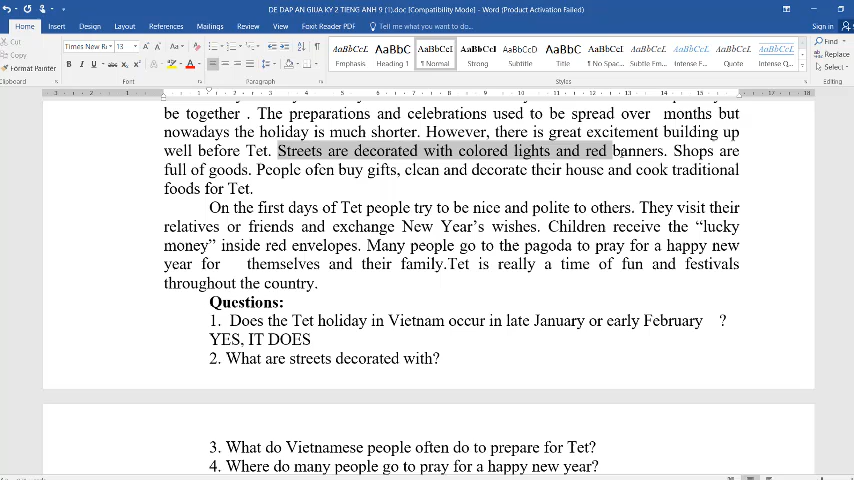 DE DAP AN GIUA KY 2 TIENG ANH 9 (1).doc [Compatibility Mode] - Word (Product Activation Failed)
Home Insert Design Layout References Mailings Review View Foxit Reader PDF Tell me what you want to do... Sign in
Cut Copy Format Painter
Times New Ro 13
Clipboard Font Paragraph Styles Editing
AaBbCcL Emphasis AaBbC Heading 1 AaBbCcI ¶ Normal AaBbCcI Strong AaBbCcD Subtitle AaBbC Title AaBbCcI ¶ No Spac... AaBbCcL Subtle Em... AaBbCcL Intense E... AaBbCcL Quote AaBbCcL Intense Q...
Find Replace Select
be together . The preparations and celebrations used to be spread over months but
nowadays the holiday is much shorter. However, there is great excitement building up
well before Tet. Streets are decorated with colored lights and red banners. Shops are
full of goods. People ofen buy gifts, clean and decorate their house and cook traditional
foods for Tet.
On the first days of Tet people try to be nice and polite to others. They visit their
relatives or friends and exchange New Year’s wishes. Children receive the “lucky
money” inside red envelopes. Many people go to the pagoda to pray for a happy new
year for themselves and their family.Tet is really a time of fun and festivals
throughout the country.
Questions:
1. Does the Tet holiday in Vietnam occur in late January or early February ?
YES, IT DOES
2. What are streets decorated with?
3. What do Vietnamese people often do to prepare for Tet?
4. Where do many people go to pray for a happy new year?